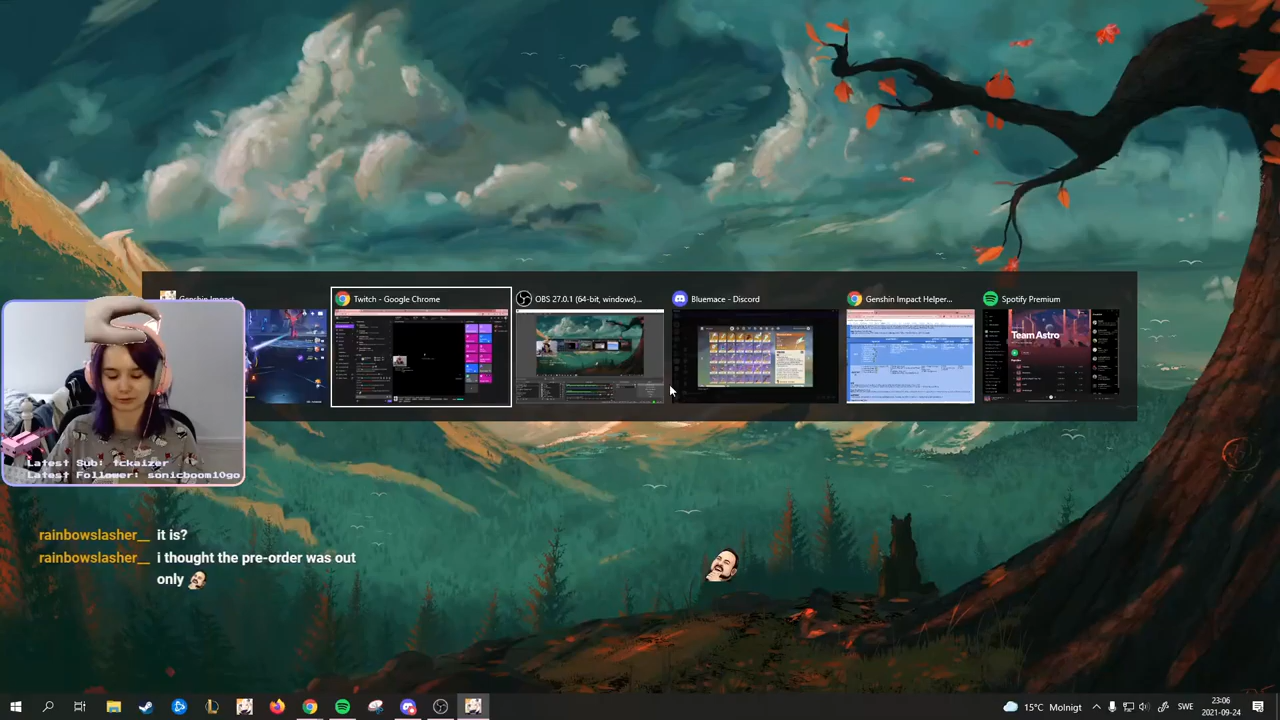 Genshin Impact
Twitch - Google Chrome
OBS 27.0.1 (64-bit, windows)...
Bluemace - Discord
Genshin Impact Helper...
Spotify Premium
Team Astro
Latest Sub: fckaizer
Latest Follower: sonicboom10go
rainbowslasher__ it is?
rainbowslasher__ i thought the pre-order was out
only
15°C Molnigt
SWE
23:06
2021-09-24